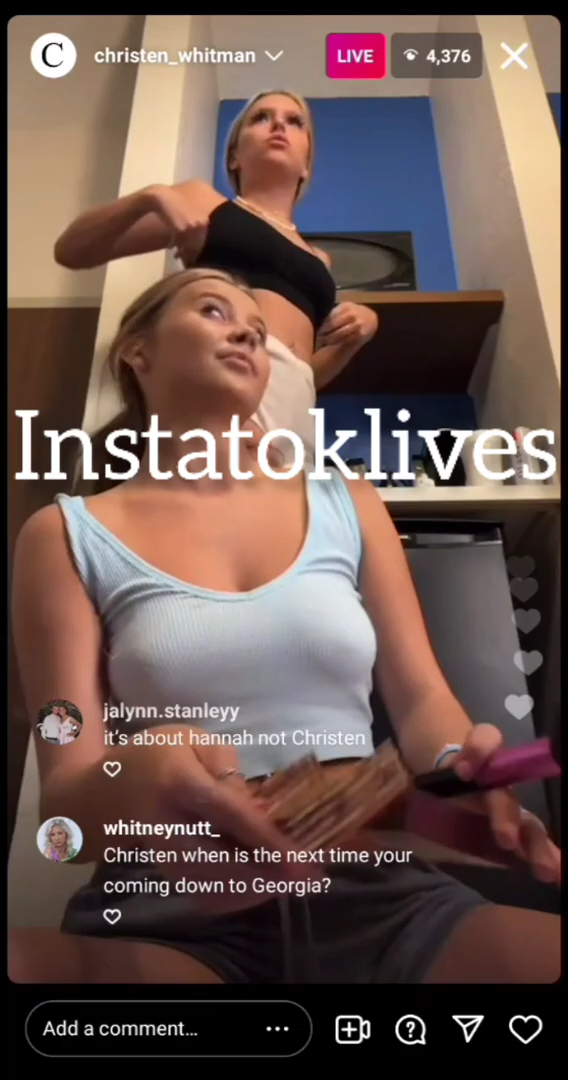 C
christen_whitman
LIVE
4,376
Instatoklives
jalynn.stanleyy
it's about hannah not Christen
whitneynutt_
Christen when is the next time your
coming down to Georgia?
Add a comment...